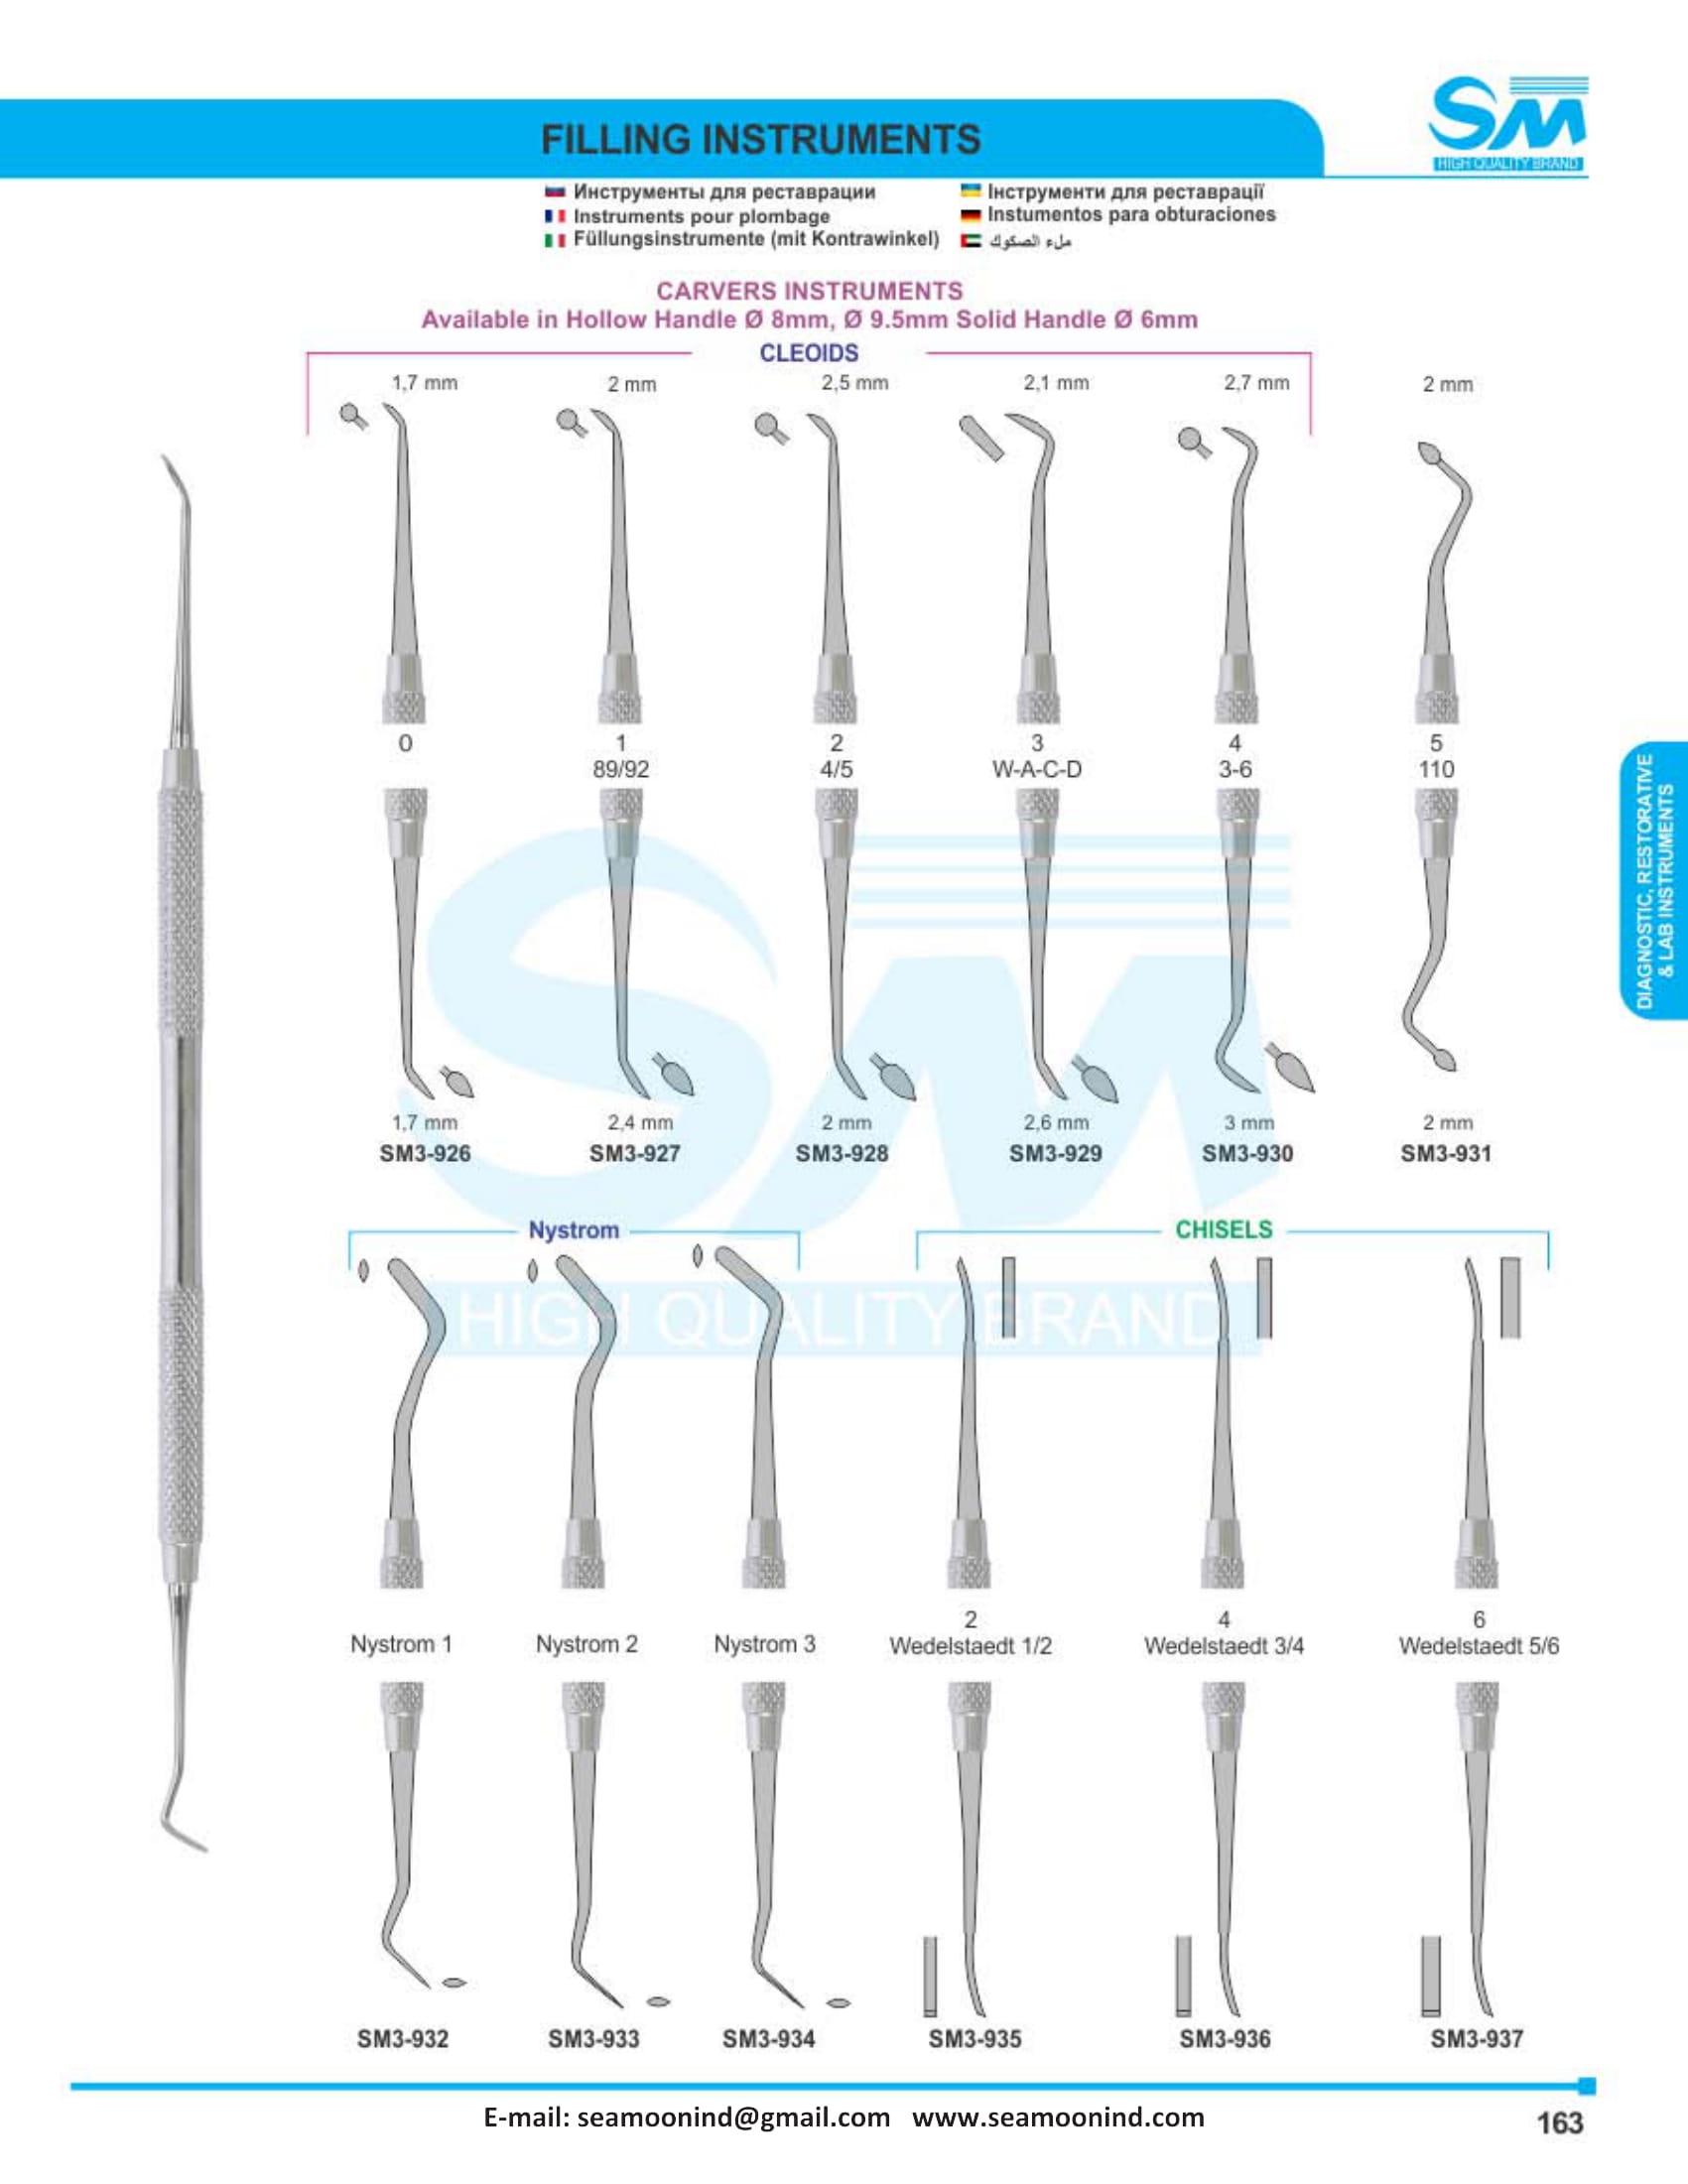 SM
HIGH QUALITY BRAND
FILLING INSTRUMENTS
Инструменты для реставрации
Інструменти для реставрації
Instruments pour plombage
Instumentos para obturaciones
Füllungsinstrumente (mit Kontrawinkel)
ملء الصكوك
CARVERS INSTRUMENTS
Available in Hollow Handle Ø 8mm, Ø 9.5mm Solid Handle Ø 6mm
CLEOIDS
1,7 mm 2 mm 2,5 mm 2,1 mm 2,7 mm 2 mm
0 1 2 3 4 5
89/92 4/5 W-A-C-D 3-6 110
DIAGNOSTIC, RESTORATIVE
& LAB INSTRUMENTS
1,7 mm 2,4 mm 2 mm 2,6 mm 3 mm 2 mm
SM3-926 SM3-927 SM3-928 SM3-929 SM3-930 SM3-931
SM
Nystrom CHISELS
HIGH QUALITY BRAND
2 4 6
Nystrom 1 Nystrom 2 Nystrom 3 Wedelstaedt 1/2 Wedelstaedt 3/4 Wedelstaedt 5/6
SM3-932 SM3-933 SM3-934 SM3-935 SM3-936 SM3-937
E-mail: seamoonind@gmail.com www.seamoonind.com
163